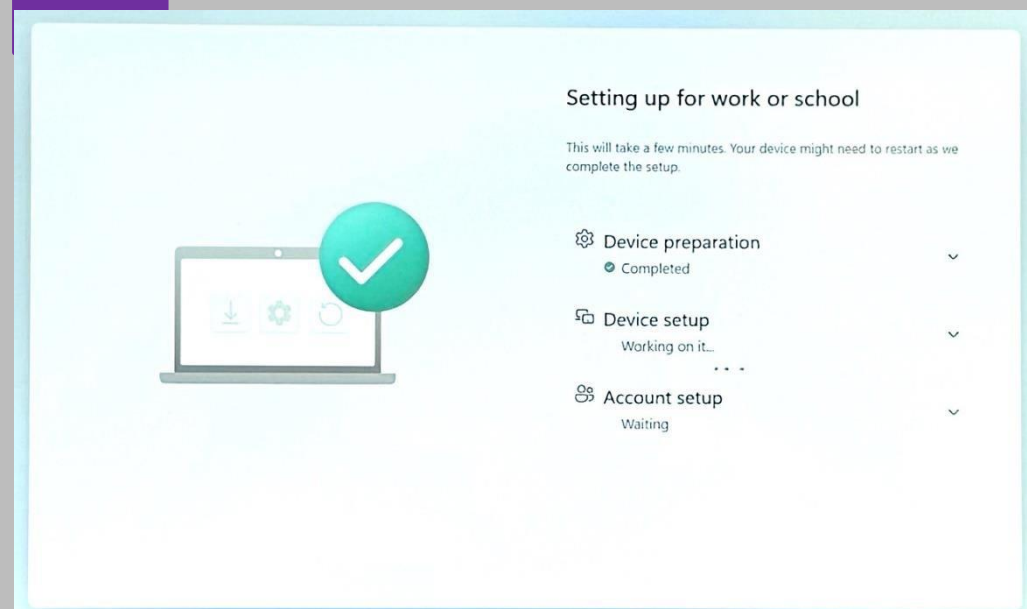 Setting up for work or school
This will take a few minutes. Your device might need to restart as we
complete the setup.
Device preparation
Completed
Device setup
Working on it...
Account setup
Waiting